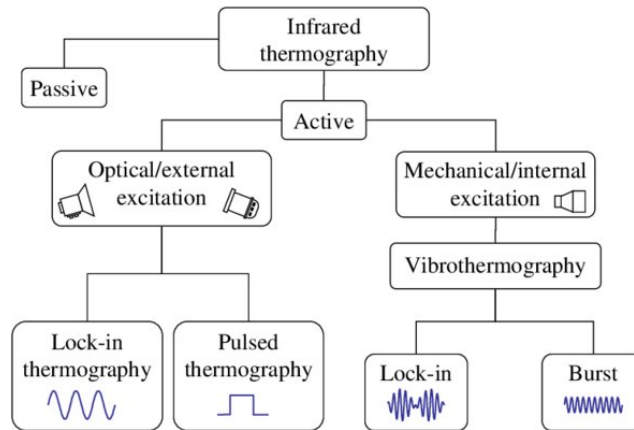 Infrared
thermography
Passive
Active
Optical/external
excitation
Mechanical/internal
excitation
Vibrothermography
Lock-in
thermography
Pulsed
thermography
Lock-in
Burst